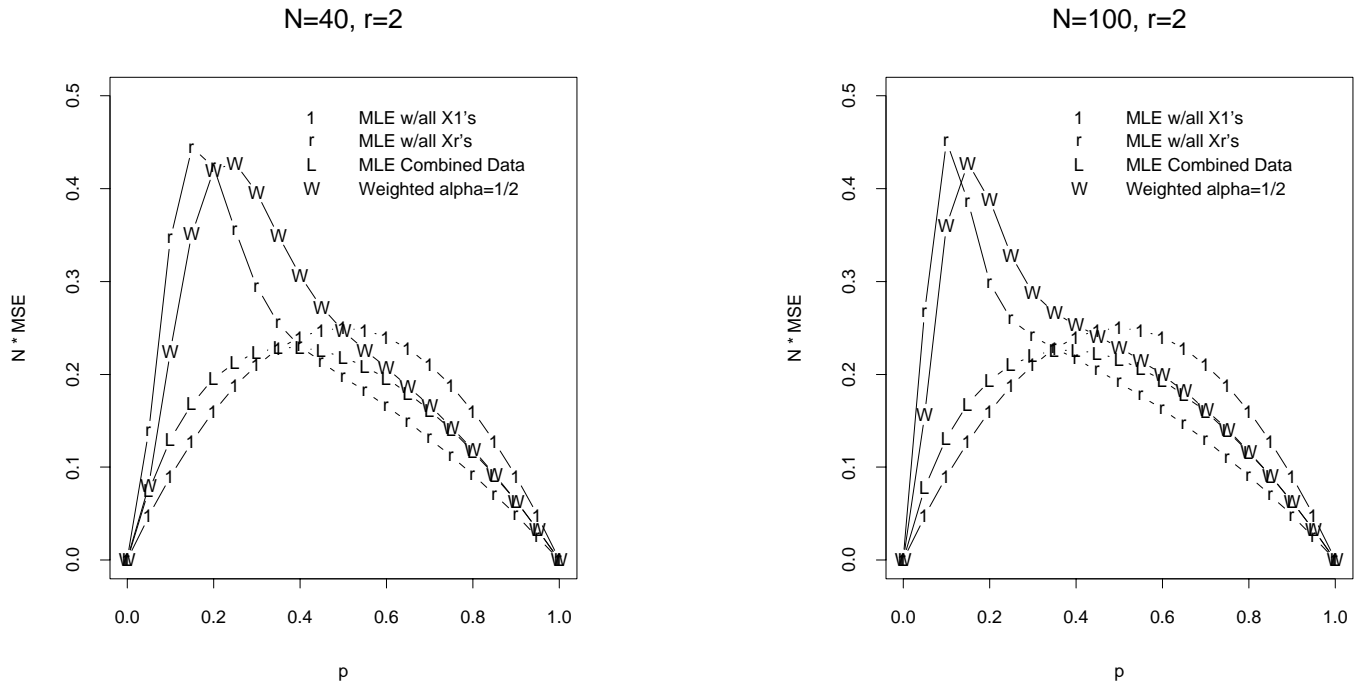 N=40, r=2
N * MSE
0.5
0.4
0.3
0.2
0.1
0.0
1 MLE w/all X1's
r MLE w/all Xr's
L MLE Combined Data
W Weighted alpha=1/2
0.0 0.2 0.4 0.6 0.8 1.0
p
N=100, r=2
N * MSE
0.5
0.4
0.3
0.2
0.1
0.0
1 MLE w/all X1's
r MLE w/all Xr's
L MLE Combined Data
W Weighted alpha=1/2
0.0 0.2 0.4 0.6 0.8 1.0
p